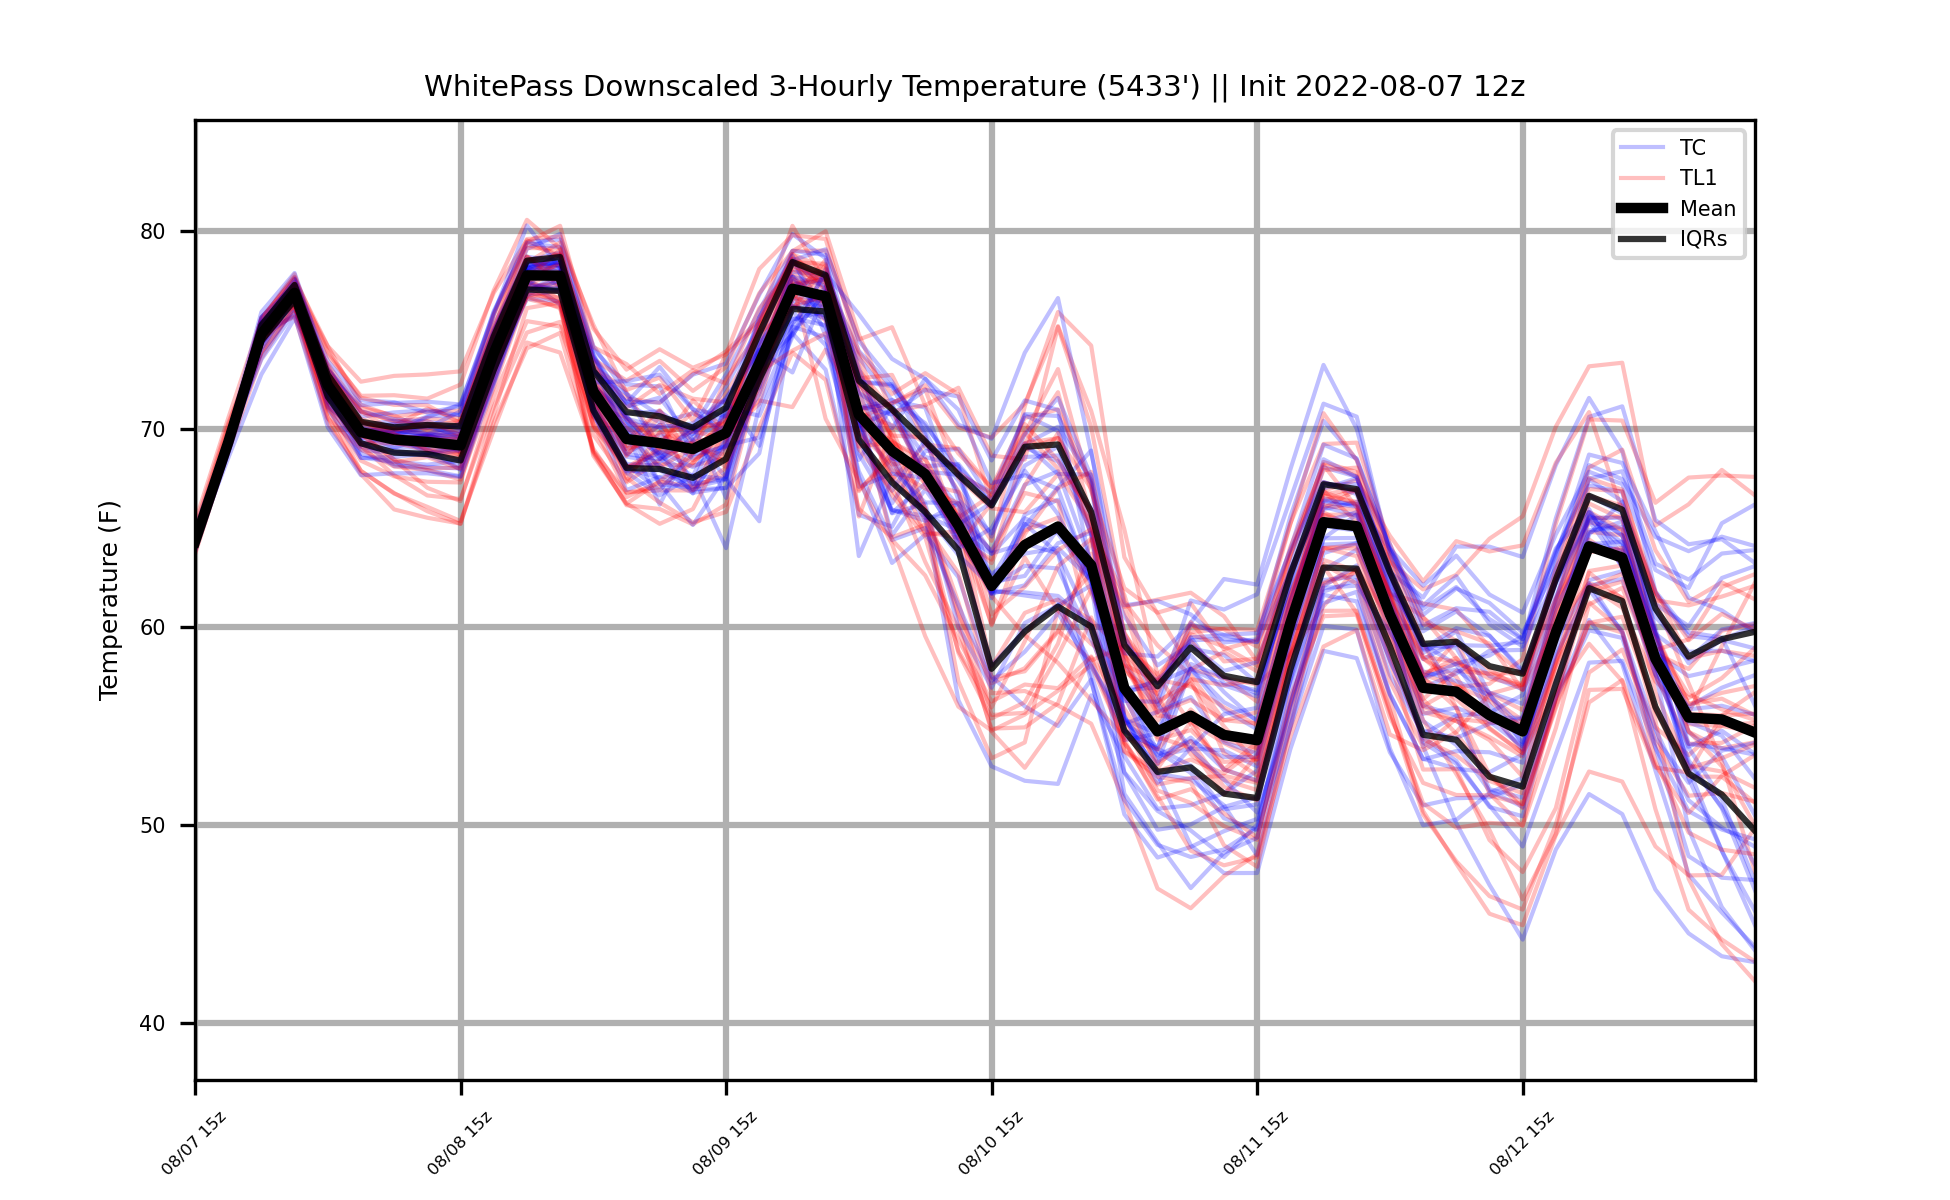 WhitePass Downscaled 3-Hourly Temperature (5433') || Init 2022-08-07 12z
TC
TL1
Mean
IQRs
Temperature (F)
80
70
60
50
40
08/07 15z
08/08 15z
08/09 15z
08/10 15z
08/11 15z
08/12 15z